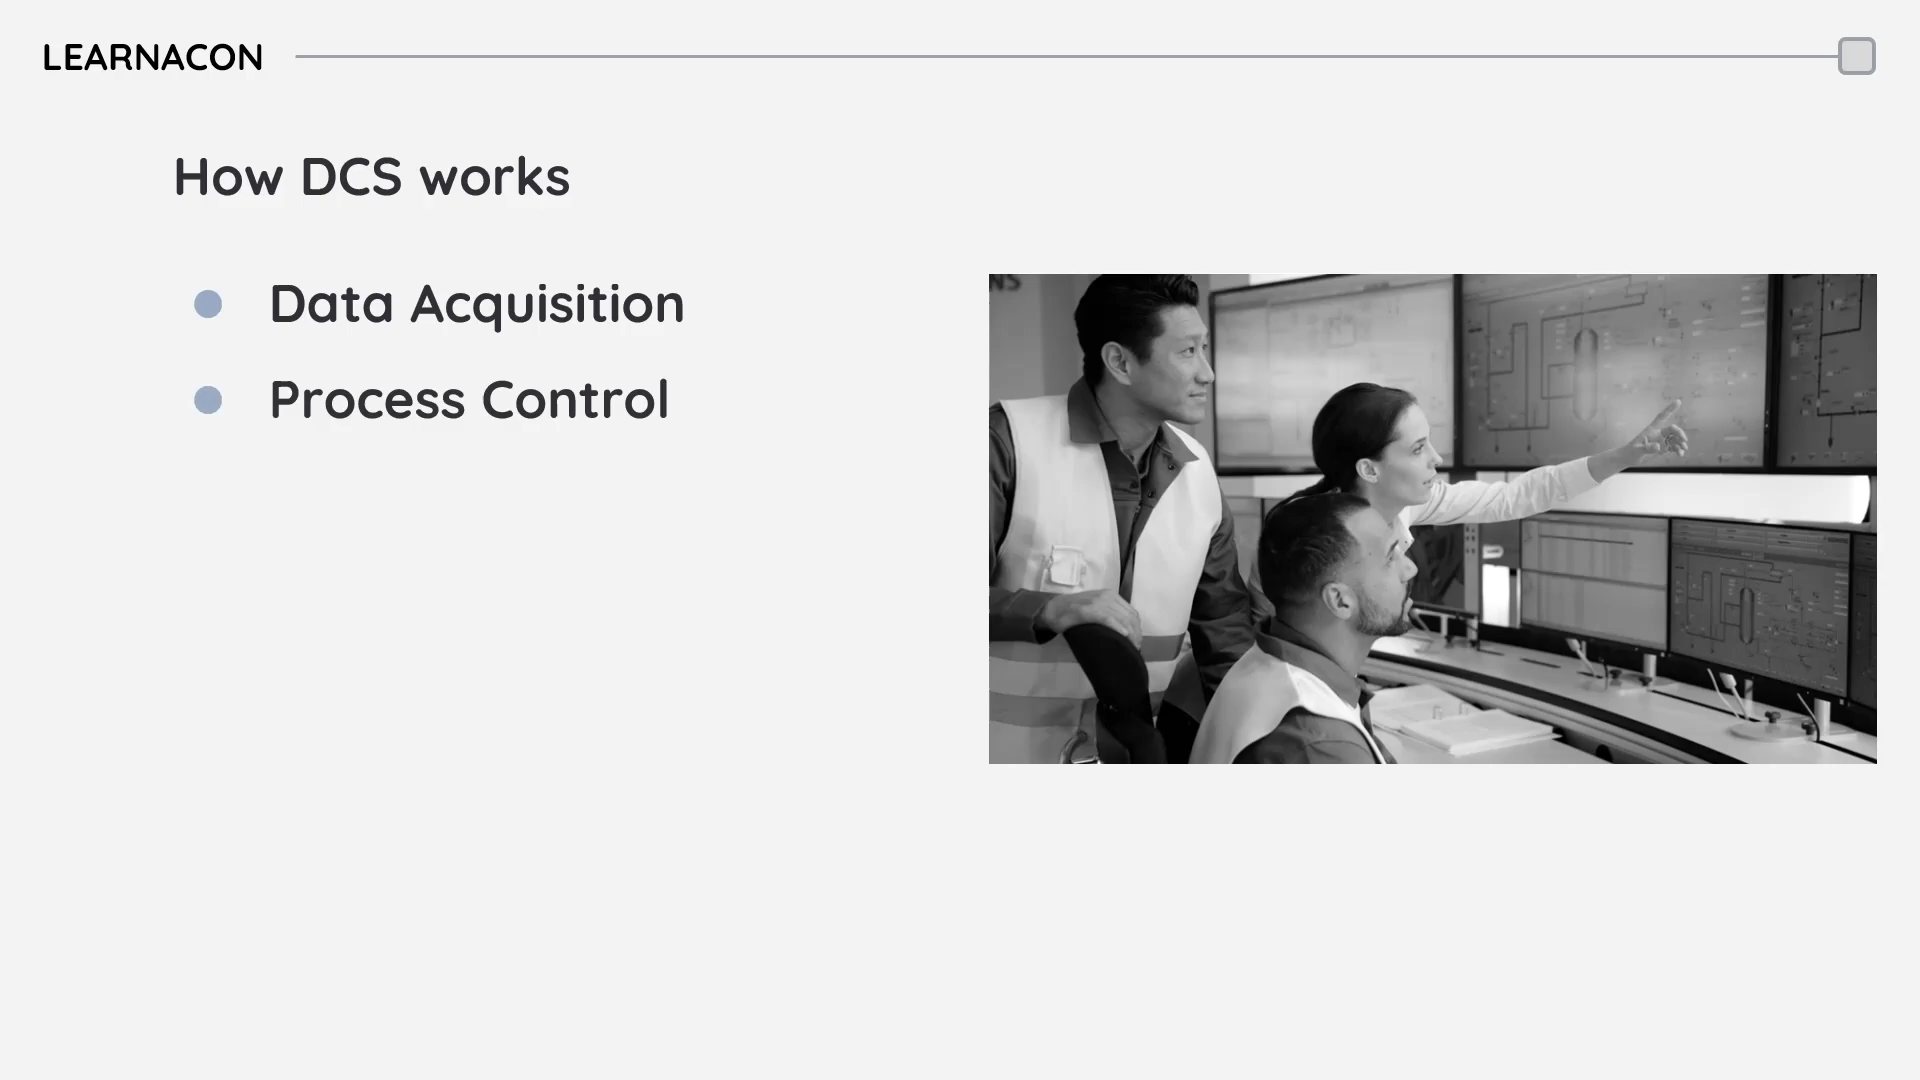 LEARNACON
How DCS works
Data Acquisition
Process Control